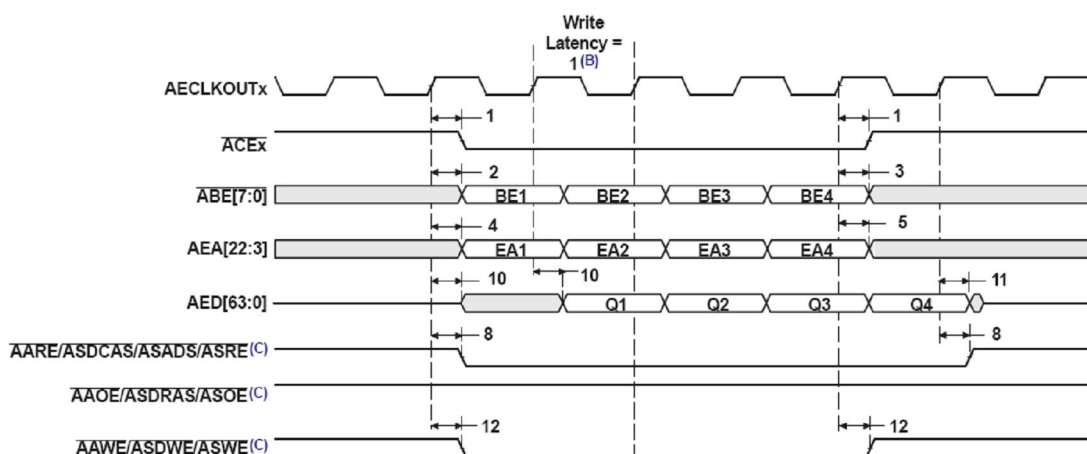 Write
Latency =
1(B)
AECLKOUTx
1 1
ACEx
2 3
ABE[7:0] BE1 BE2 BE3 BE4
4 5
AEA[22:3] EA1 EA2 EA3 EA4
10 10 11
AED[63:0] Q1 Q2 Q3 Q4
8 8
AARE/ASDCAS/ASADS/ASRE(C)
AAOE/ASDRAS/ASOE(C)
12 12
AAWE/ASDWE/ASWE(C)